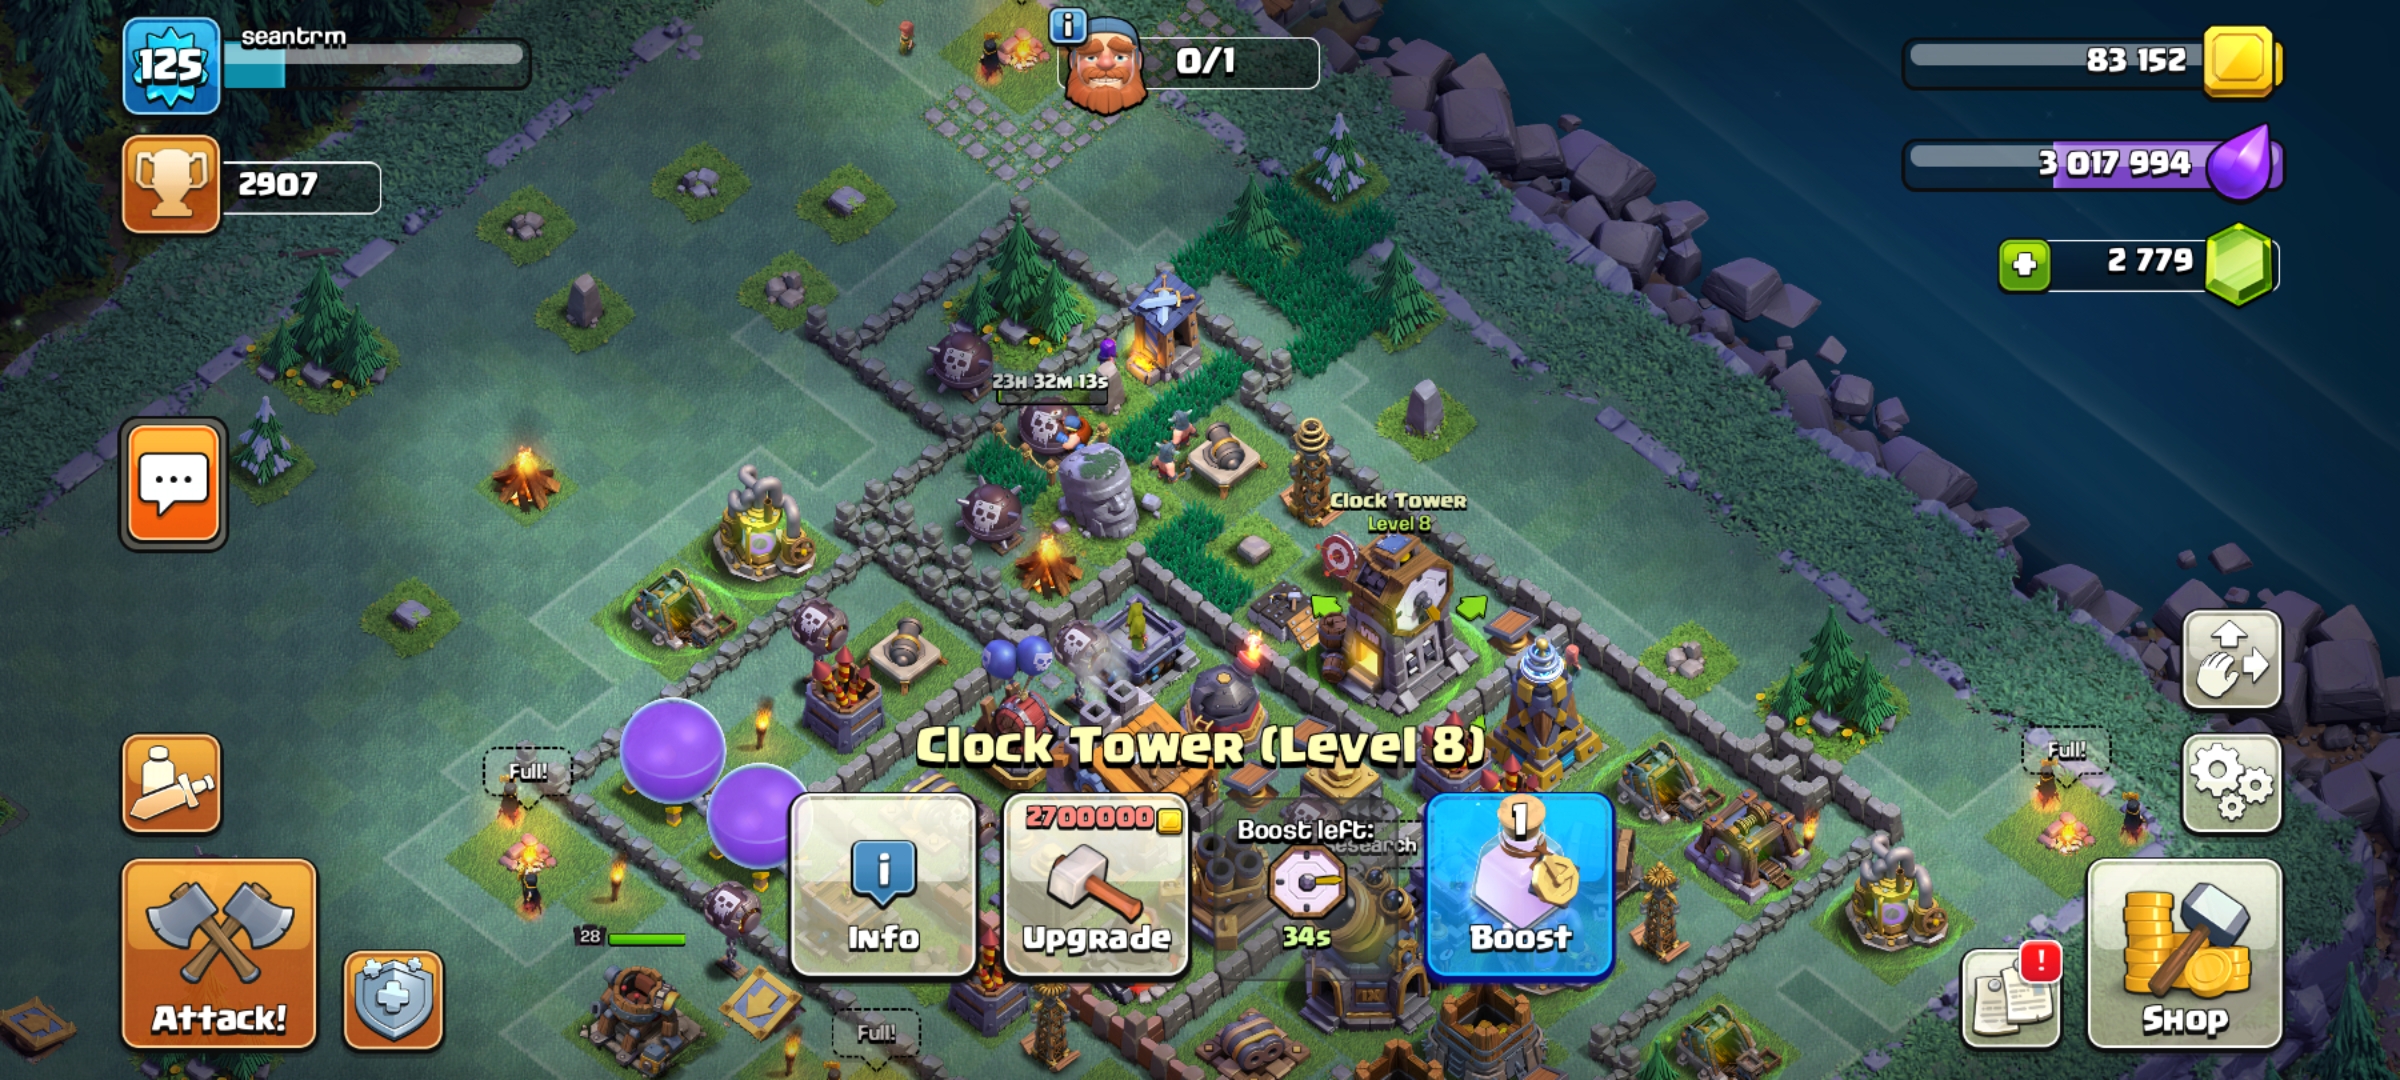 125
seantrm
0/1
83 152
2907
3 017 994
2 779
23H 32M 13s
Clock Tower
Level 8
Clock Tower (Level 8)
Full!
Full!
2700000
Boost left:
Research
1
34s
Info
Upgrade
Boost
28
Attack!
Full!
!
Shop